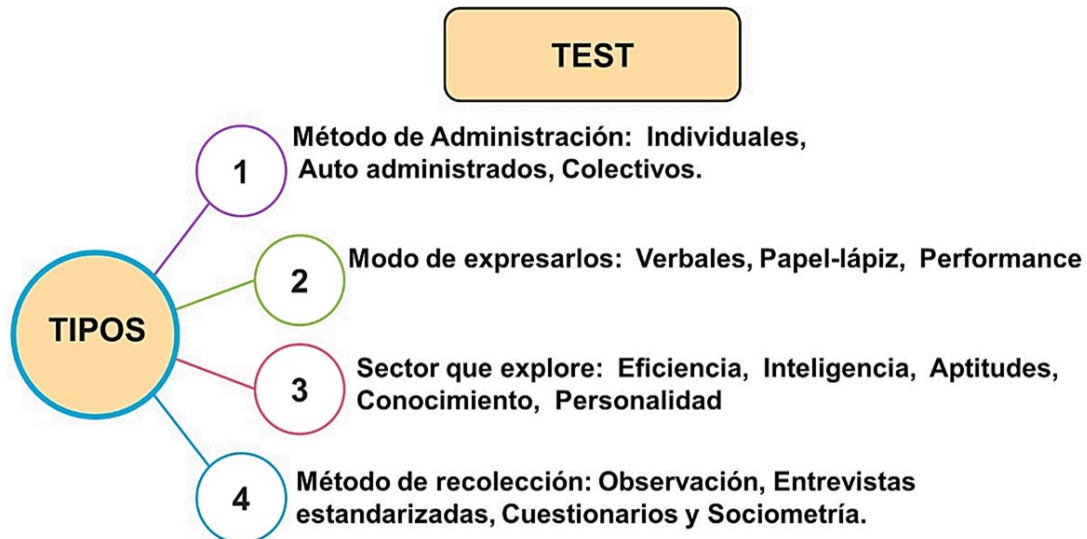 TEST
1
Método de Administración: Individuales,
Auto administrados, Colectivos.
2
Modo de expresarlos: Verbales, Papel-lápiz, Performance
TIPOS
3
Sector que explore: Eficiencia, Inteligencia, Aptitudes,
Conocimiento, Personalidad
4
Método de recolección: Observación, Entrevistas
estandarizadas, Cuestionarios y Sociometría.